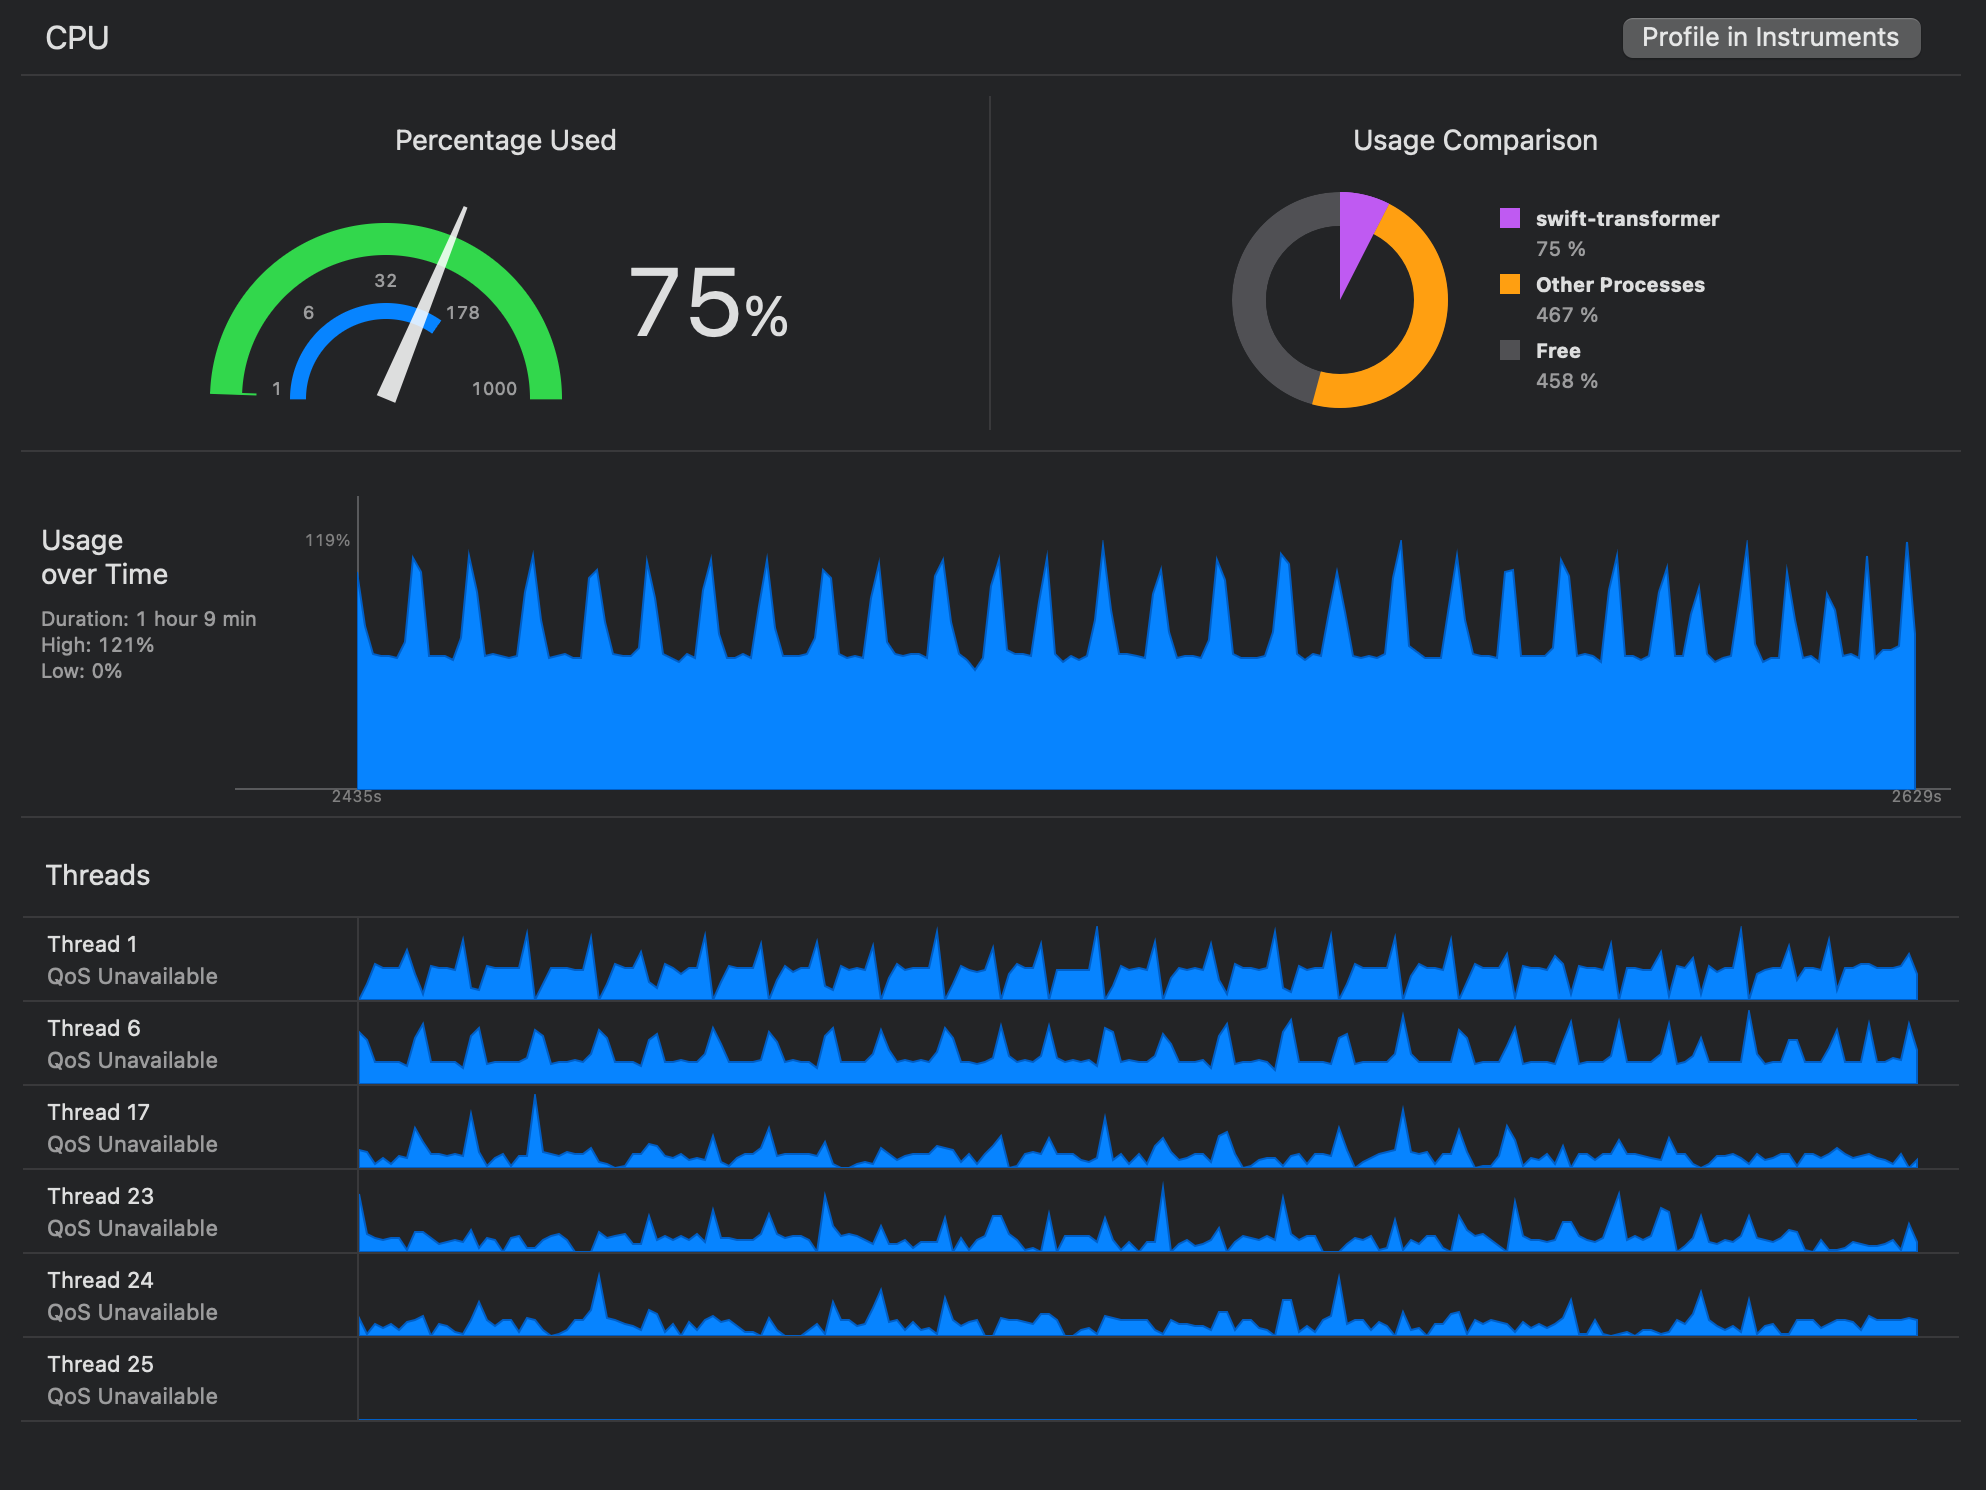 CPU
Profile in Instruments
Percentage Used
1
6
32
178
1000
75%
Usage Comparison
swift-transformer
75 %
Other Processes
467 %
Free
458 %
Usage
over Time
Duration: 1 hour 9 min
High: 121%
Low: 0%
119%
2435s
2629s
Threads
Thread 1
QoS Unavailable
Thread 6
QoS Unavailable
Thread 17
QoS Unavailable
Thread 23
QoS Unavailable
Thread 24
QoS Unavailable
Thread 25
QoS Unavailable